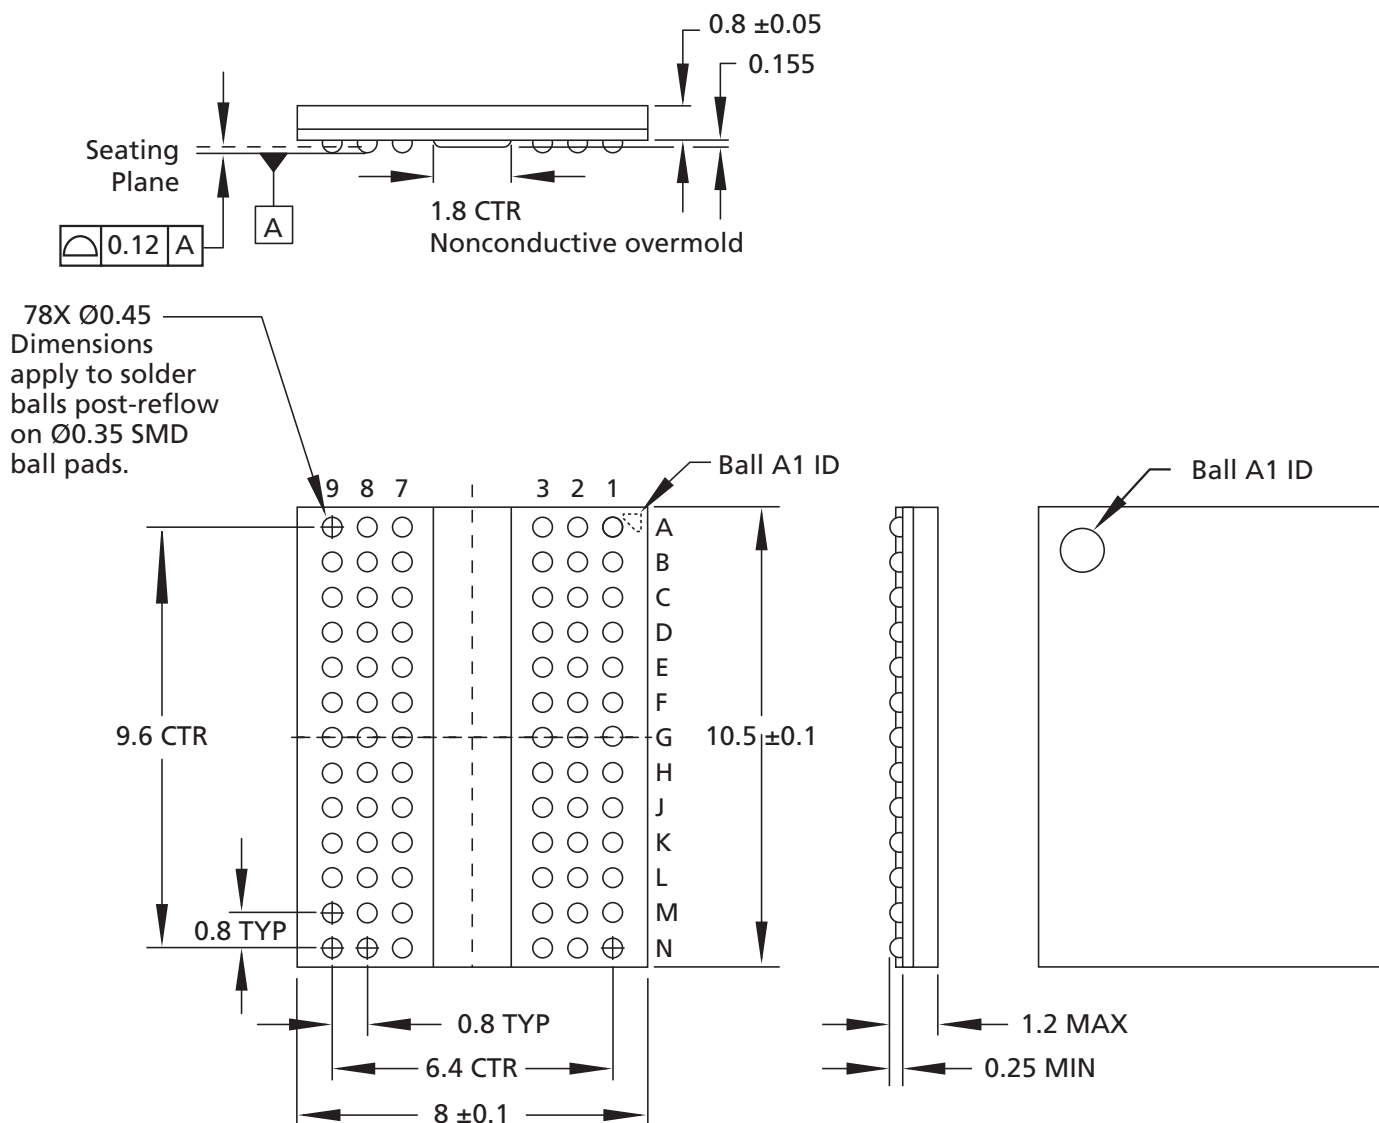 0.8 ±0.05
0.155
Seating
Plane
A
0.12 A
1.8 CTR
Nonconductive overmold
78X Ø0.45
Dimensions
apply to solder
balls post-reflow
on Ø0.35 SMD
ball pads.
Ball A1 ID
Ball A1 ID
9 8 7 3 2 1
A
B
C
D
E
F
9.6 CTR
G
10.5 ±0.1
H
J
K
L
M
0.8 TYP
N
0.8 TYP
1.2 MAX
6.4 CTR
0.25 MIN
8 ±0.1